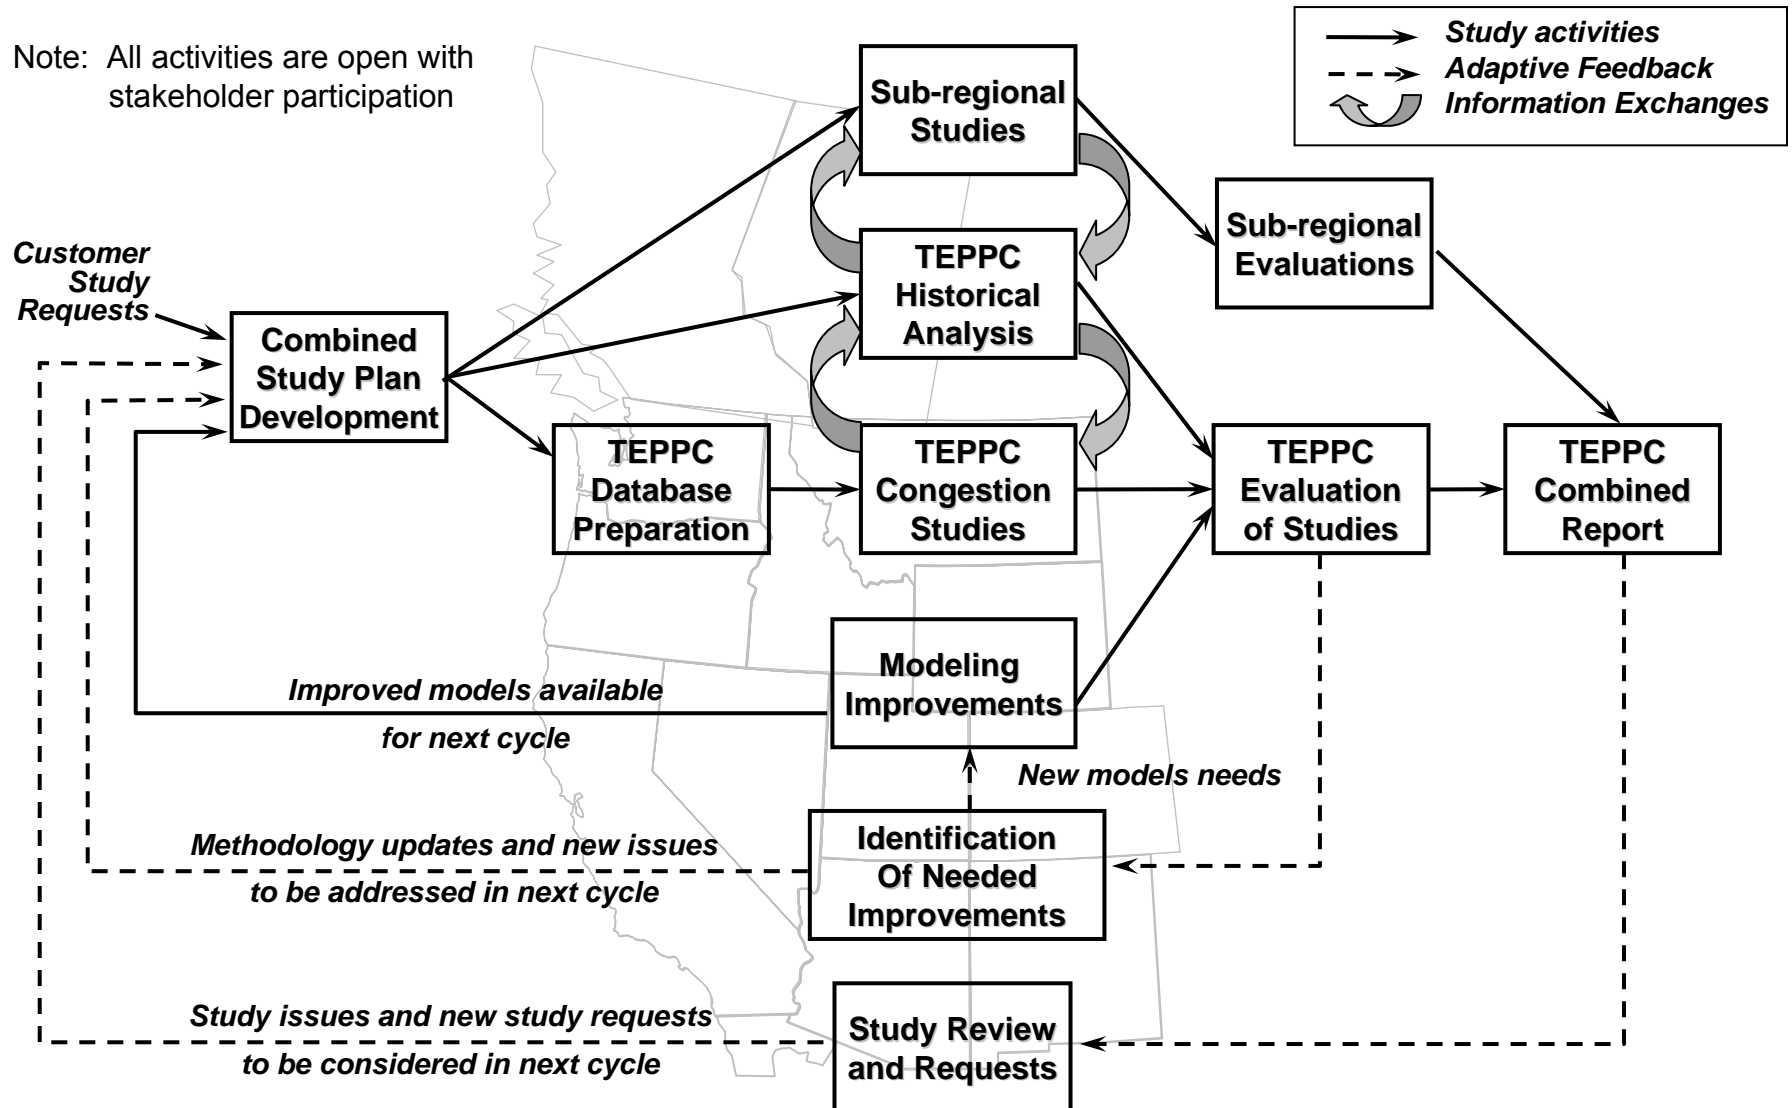 Note: All activities are open with
stakeholder participation
Study activities
Adaptive Feedback
Information Exchanges
Sub-regional
Studies
Sub-regional
Evaluations
Customer
Study
Requests
TEPPC
Historical
Analysis
Combined
Study Plan
Development
TEPPC
Database
Preparation
TEPPC
Congestion
Studies
TEPPC
Evaluation
of Studies
TEPPC
Combined
Report
Modeling
Improvements
Improved models available
for next cycle
New models needs
Identification
Of Needed
Improvements
Methodology updates and new issues
to be addressed in next cycle
Study Review
and Requests
Study issues and new study requests
to be considered in next cycle